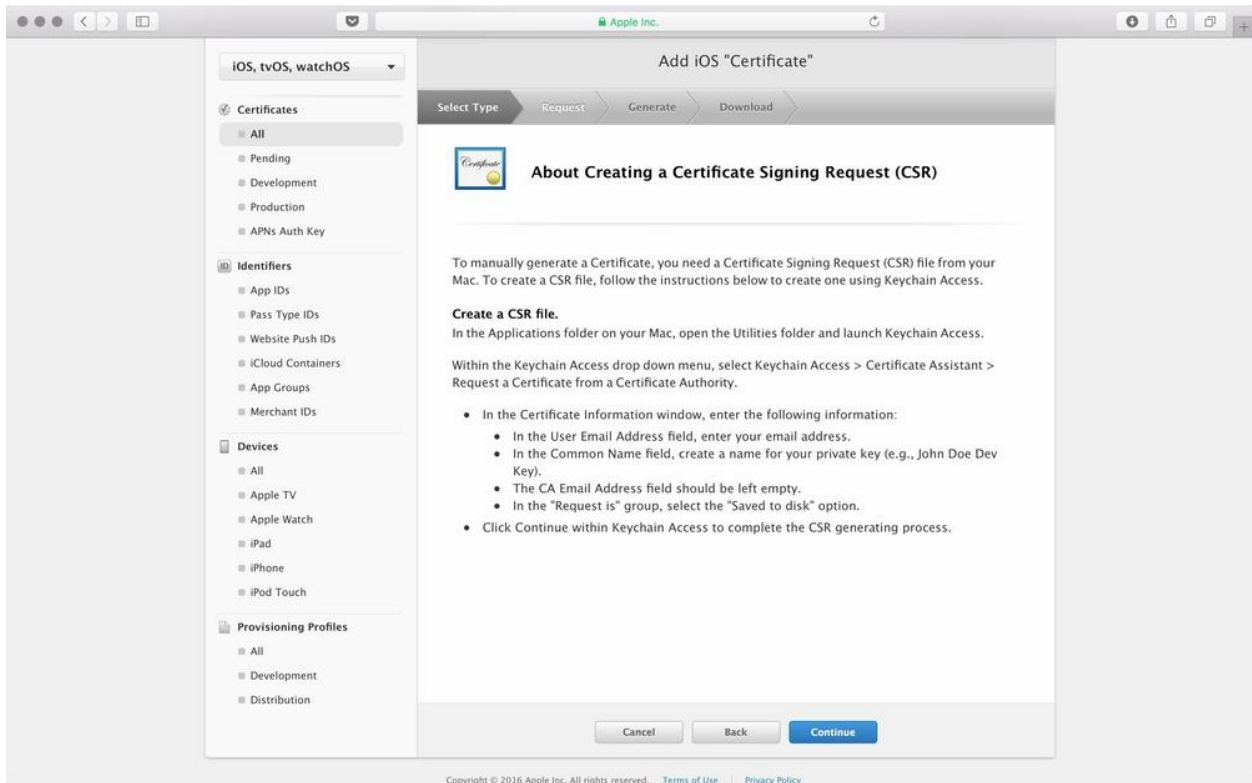 Apple Inc.
iOS, tvOS, watchOS
Certificates
All
Pending
Development
Production
APNs Auth Key
ID Identifiers
App IDs
Pass Type IDs
Website Push IDs
iCloud Containers
App Groups
Merchant IDs
Devices
All
Apple TV
Apple Watch
iPad
iPhone
iPod Touch
Provisioning Profiles
All
Development
Distribution
Add iOS "Certificate"
Select Type Request Generate Download
Certificate
About Creating a Certificate Signing Request (CSR)
To manually generate a Certificate, you need a Certificate Signing Request (CSR) file from your
Mac. To create a CSR file, follow the instructions below to create one using Keychain Access.
Create a CSR file.
In the Applications folder on your Mac, open the Utilities folder and launch Keychain Access.
Within the Keychain Access drop down menu, select Keychain Access > Certificate Assistant >
Request a Certificate from a Certificate Authority.
• In the Certificate Information window, enter the following information:
• In the User Email Address field, enter your email address.
• In the Common Name field, create a name for your private key (e.g., John Doe Dev
Key).
• The CA Email Address field should be left empty.
• In the "Request is" group, select the "Saved to disk" option.
• Click Continue within Keychain Access to complete the CSR generating process.
Cancel Back Continue
Copyright © 2016 Apple Inc. All rights reserved. Terms of Use | Privacy Policy